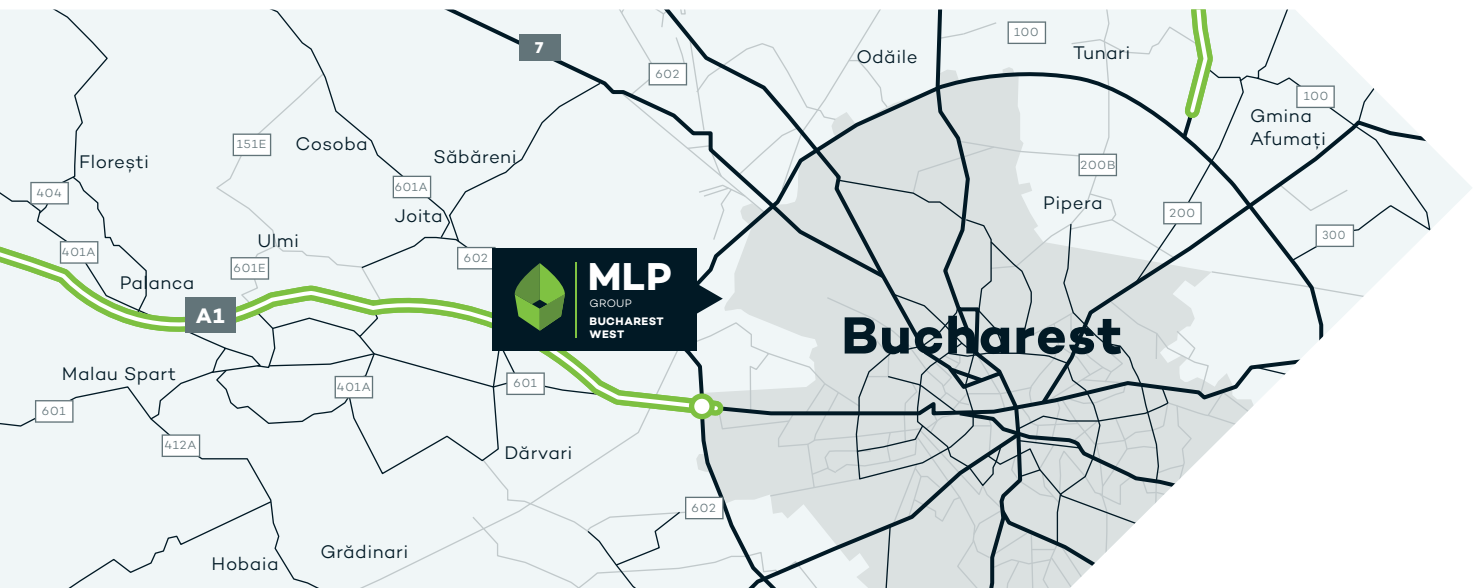 100
7
Odăile
Tunari
602
100
Gmina
Afumați
151E
Cosoba
Săbăreni
Florești
200B
404
601A
Pipera
Joita
200
300
Ulmi
401A
602
601E
Palanca
MLP
GROUP
BUCHAREST
WEST
A1
Bucharest
Malau Spart
601
401A
601
412A
Dărvari
602
Grădinari
Hobaia